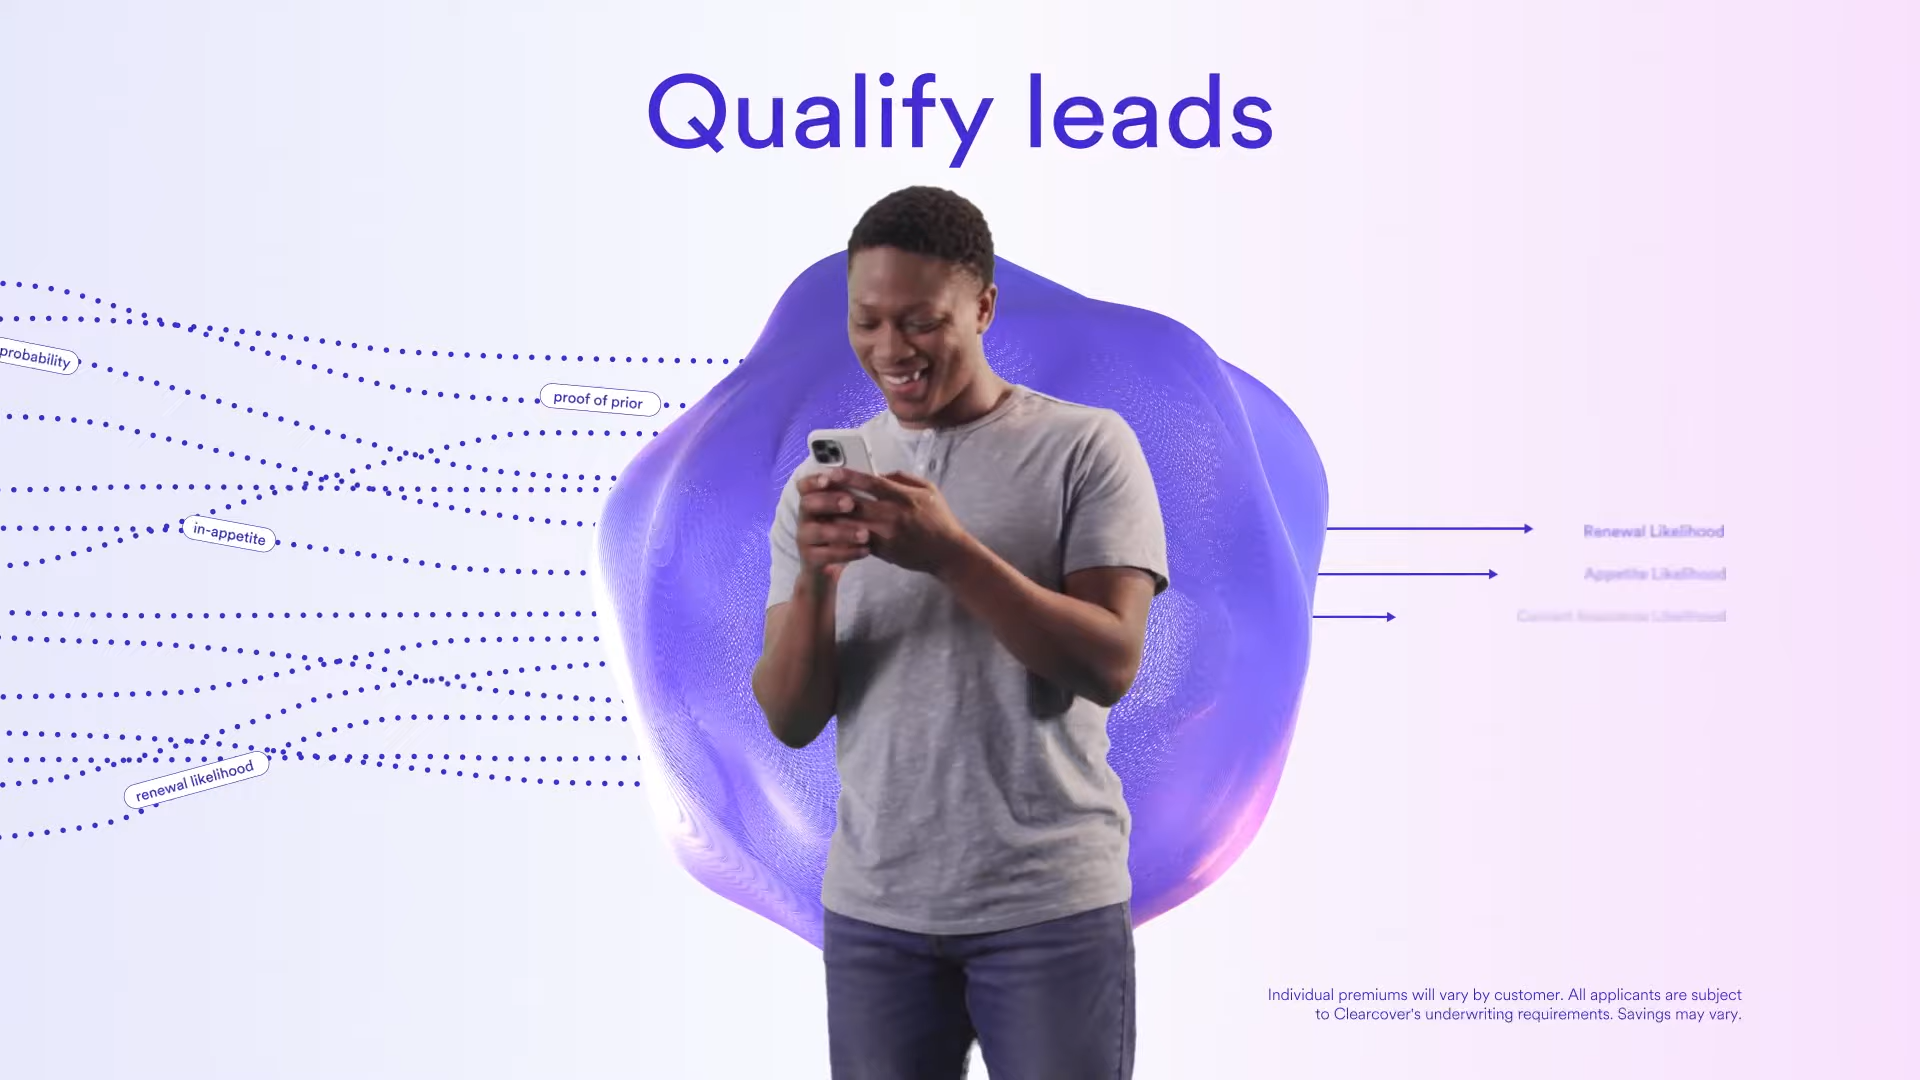 Qualify leads
probability
proof of prior
in-appetite
renewal likelihood
Renewal Likelihood
Appetite Likelihood
Likelihood
Individual premiums will vary by customer. All applicants are subject
to Clearcover's underwriting requirements. Savings may vary.